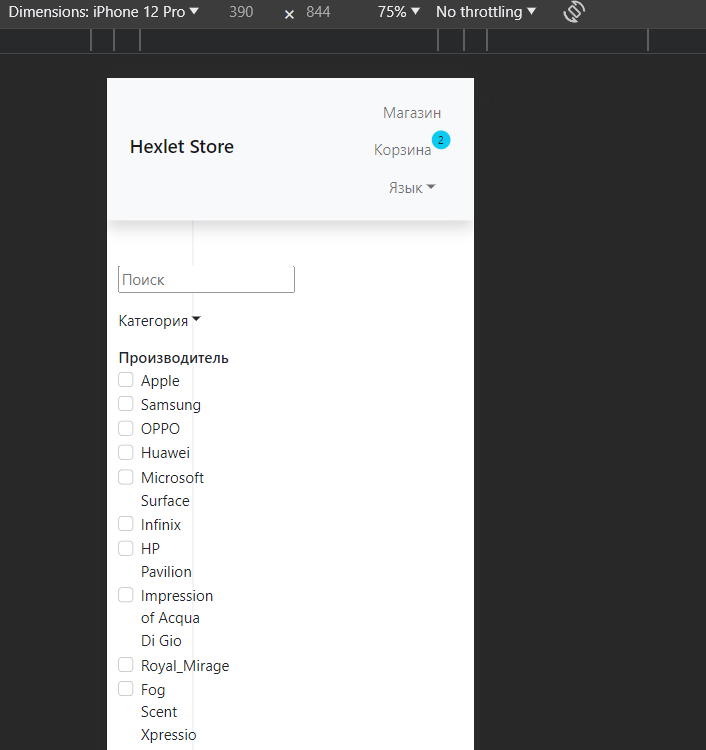 Dimensions: iPhone 12 Pro 390 × 844 75% No throttling
Магазин
Hexlet Store
Корзина 2
Язык
Поиск
Категория
Производитель
Apple
Samsung
OPPO
Huawei
Microsoft
Surface
Infinix
HP
Pavilion
Impression
of Acqua
Di Gio
Royal_Mirage
Fog
Scent
Xpressio